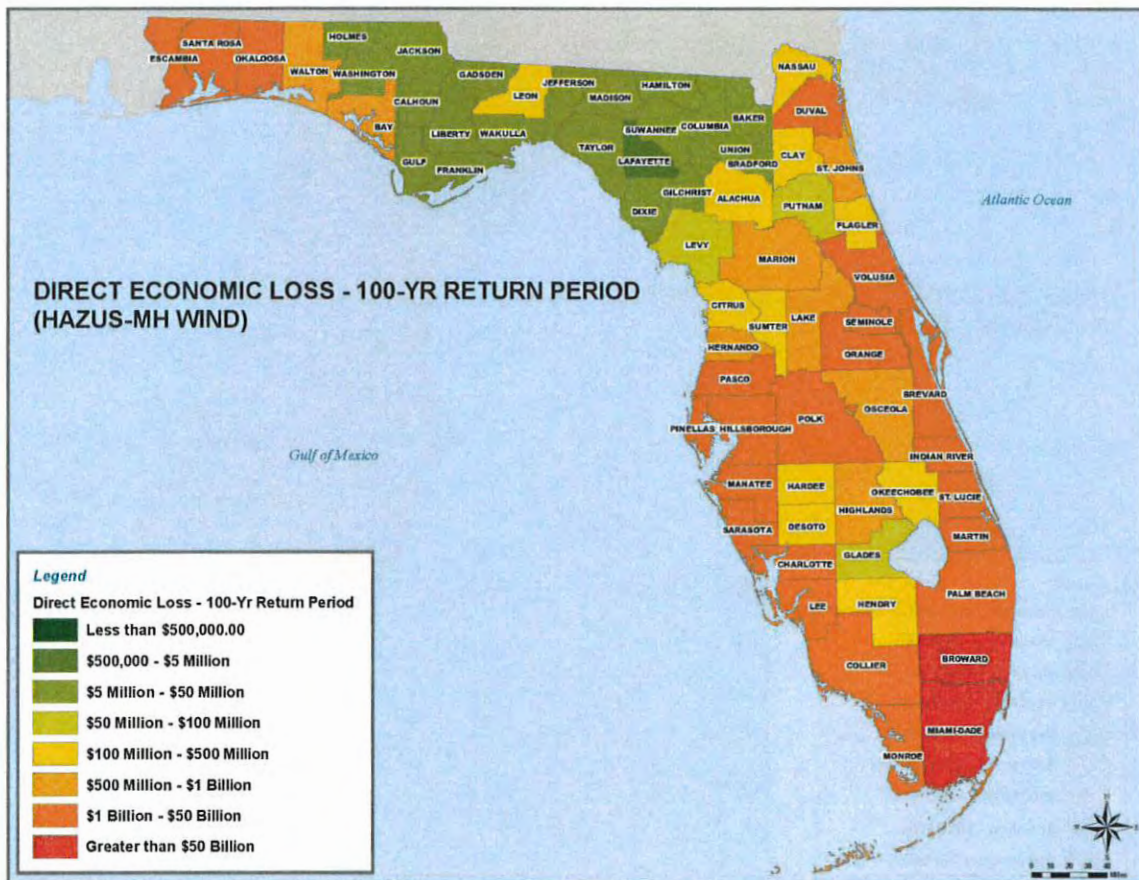 HOLMES
SANTA ROSA
JACKSON
ESCAMBIA
OKALOOSA
WALTON
WASHINGTON
GADSDEN
JEFFERSON
HAMILTON
NASSAU
LEON
MADISON
CALHOUN
DUVAL
BAY
LIBERTY
WAKULLA
SUWANNEE
COLUMBIA
BAKER
TAYLOR
UNION
CLAY
GULF
FRANKLIN
LAFAYETTE
BRADFORD
ST. JOHNS
GILCHRIST
ALACHUA
PUTNAM
Atlantic Ocean
DIXIE
FLAGLER
LEVY
MARION
VOLUSIA
DIRECT ECONOMIC LOSS - 100-YR RETURN PERIOD
(HAZUS-MH WIND)
CITRUS
SUMTER
LAKE
SEMINOLE
HERNANDO
ORANGE
PASCO
BREVARD
OSCEOLA
POLK
PINELLAS
HILLSBOROUGH
Gulf of Mexico
INDIAN RIVER
MANATEE
HARDEE
OKEECHOBEE
ST. LUCIE
HIGHLANDS
SARASOTA
DESOTO
MARTIN
GLADES
CHARLOTTE
PALM BEACH
LEE
HENDRY
BROWARD
COLLIER
MIAMI-DADE
MONROE
Legend
Direct Economic Loss - 100-Yr Return Period
Less than $500,000.00
$500,000 - $5 Million
$5 Million - $50 Million
$50 Million - $100 Million
$100 Million - $500 Million
$500 Million - $1 Billion
$1 Billion - $50 Billion
Greater than $50 Billion
0 10 20 30 40
Miles